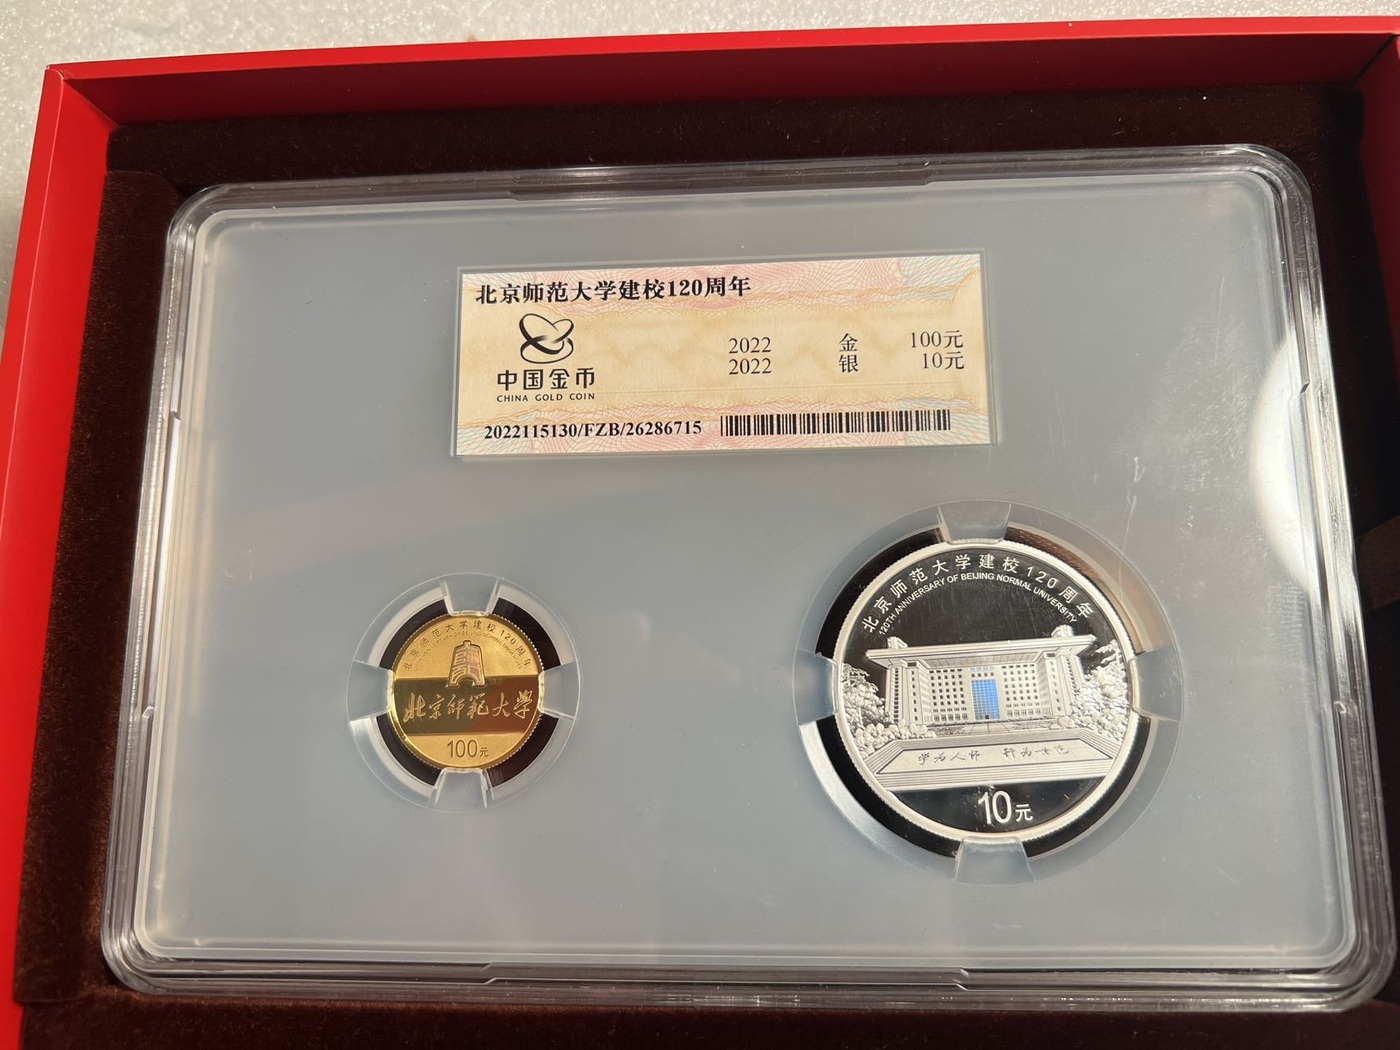 北京师范大学建校120周年
中国金币
CHINA GOLD COIN
2022 金 100元
2022 银 10元
2022115130/FZB/26286715
北京师范大学建校120周年
北京师範大學
100元
北京师范大学建校120周年
120TH ANNIVERSARY OF BEIJING NORMAL UNIVERSITY
学为人师 行为世范
10元